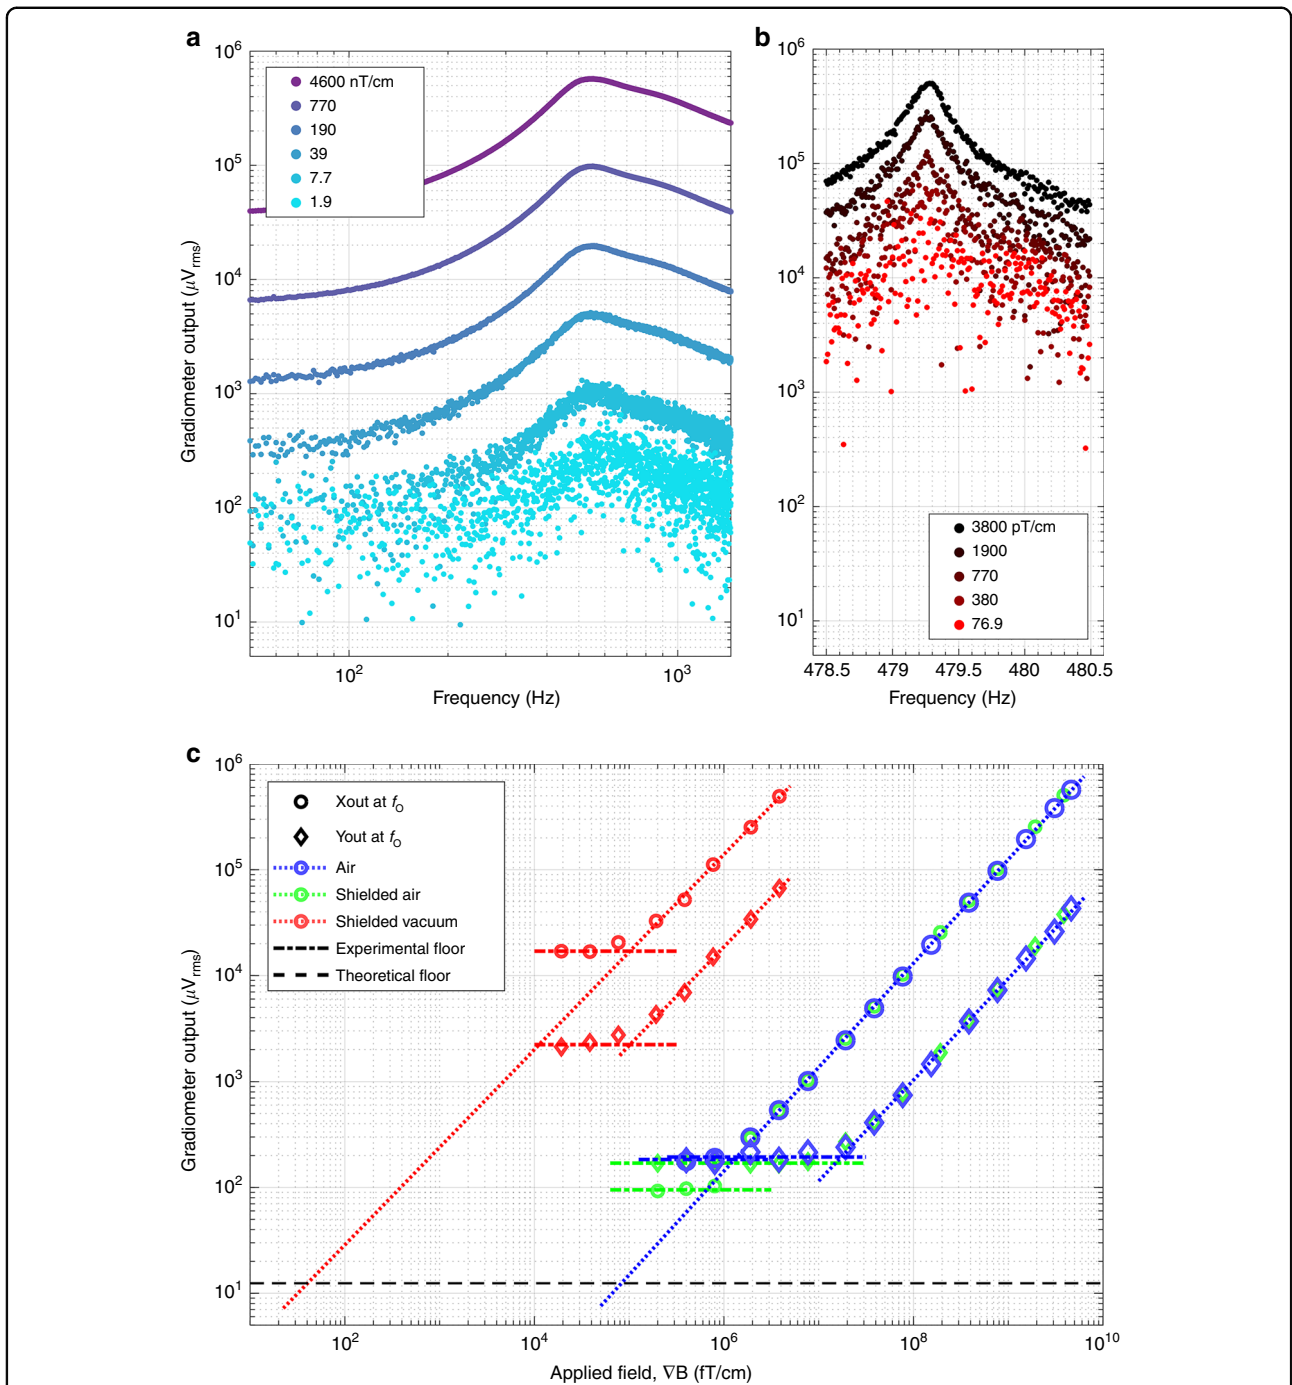 a
10^6
10^5
10^4
10^3
10^2
10^1
Gradiometer output (μV_rms)
4600 nT/cm
770
190
39
7.7
1.9
10^2
10^3
Frequency (Hz)
b
10^6
10^5
10^4
10^3
10^2
10^1
3800 pT/cm
1900
770
380
76.9
478.5 479 479.5 480 480.5
Frequency (Hz)
c
10^6
10^5
10^4
10^3
10^2
10^1
Gradiometer output (μV_rms)
Xout at f_O
Yout at f_O
Air
Shielded air
Shielded vacuum
Experimental floor
Theoretical floor
10^2 10^4 10^6 10^8 10^10
Applied field, ∇B (fT/cm)